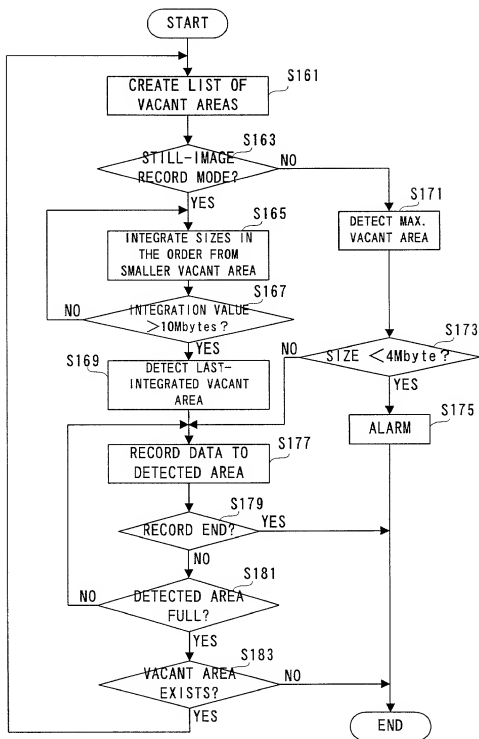 START
S161
CREATE LIST OF
VACANT AREAS
S163
STILL-IMAGE
RECORD MODE?
NO
YES
S171
DETECT MAX.
VACANT AREA
S165
INTEGRATE SIZES IN
THE ORDER FROM
SMALLER VACANT AREA
S167
INTEGRATION VALUE
>10Mbytes?
NO
YES
S173
SIZE <4Mbyte?
NO
YES
S169
DETECT LAST-
INTEGRATED VACANT
AREA
S175
ALARM
S177
RECORD DATA TO
DETECTED AREA
S179
RECORD END?
YES
NO
S181
DETECTED AREA
FULL?
NO
YES
S183
VACANT AREA
EXISTS?
NO
YES
END